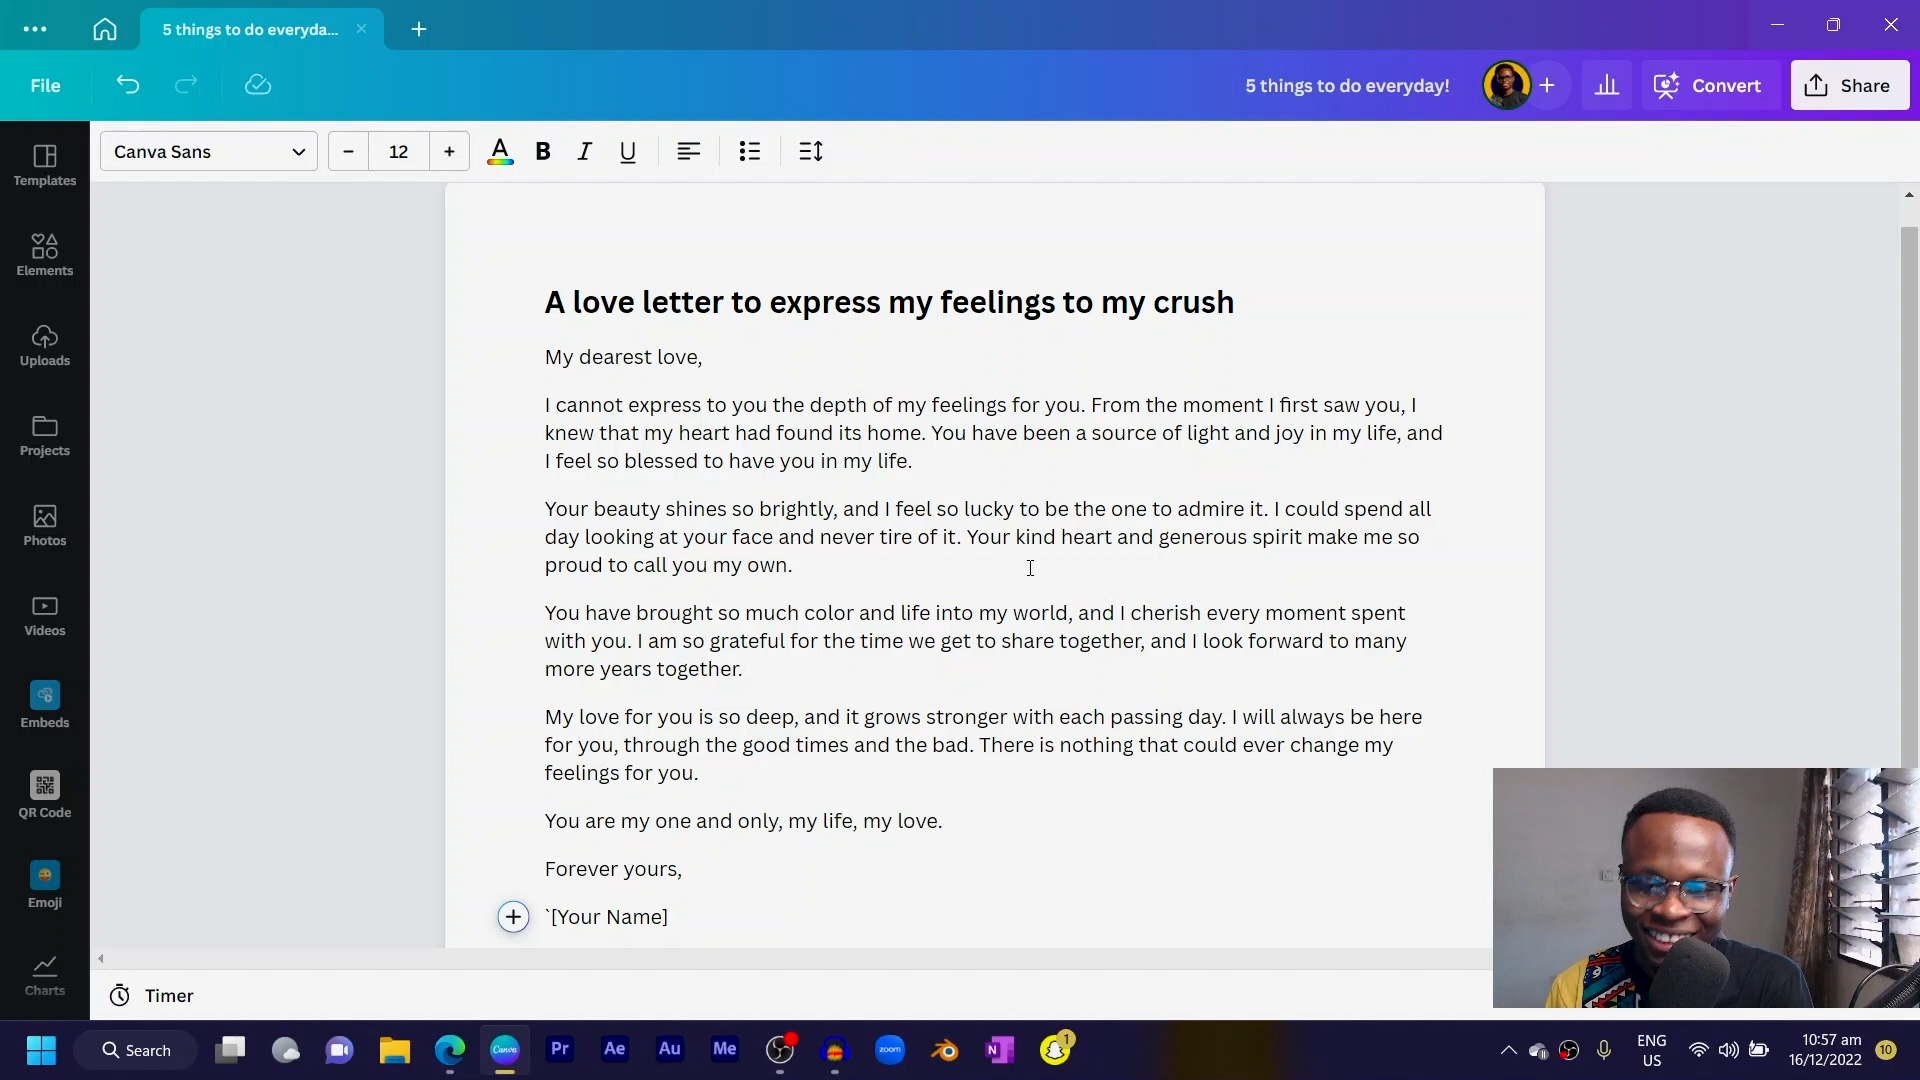 5 things to do everyda...
File
5 things to do everyday!
Convert
Share
Canva Sans
12
A
B
I
U
Templates
Elements
Uploads
Projects
Photos
Videos
Embeds
QR Code
Emoji
Charts
A love letter to express my feelings to my crush
My dearest love,
I cannot express to you the depth of my feelings for you. From the moment I first saw you, I
knew that my heart had found its home. You have been a source of light and joy in my life, and
I feel so blessed to have you in my life.
Your beauty shines so brightly, and I feel so lucky to be the one to admire it. I could spend all
day looking at your face and never tire of it. Your kind heart and generous spirit make me so
proud to call you my own.
You have brought so much color and life into my world, and I cherish every moment spent
with you. I am so grateful for the time we get to share together, and I look forward to many
more years together.
My love for you is so deep, and it grows stronger with each passing day. I will always be here
for you, through the good times and the bad. There is nothing that could ever change my
feelings for you.
You are my one and only, my life, my love.
Forever yours,
`[Your Name]
Timer
Search
Canva
Pr
Ae
Au
Me
zoom
N
1
ENG
US
10:57 am
16/12/2022
10